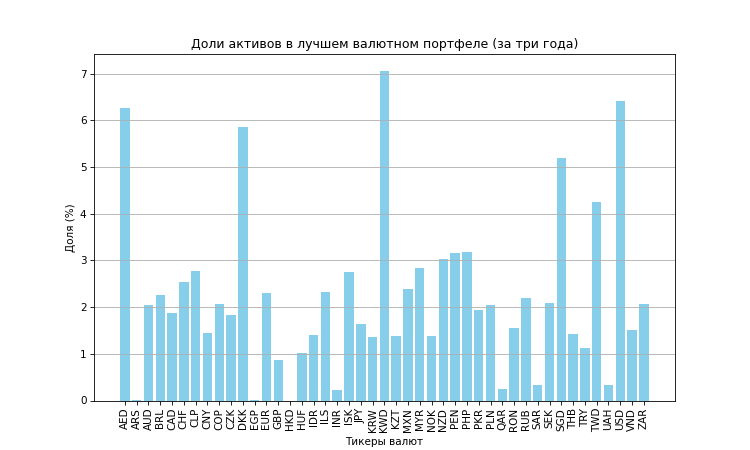 Доли активов в лучшем валютном портфеле (за три года)
Доля (%)
7
6
5
4
3
2
1
0
AED ARS AUD BRL CAD CHF CLP CNY COP CZK DKK EGP EUR GBP HKD HUF IDR ILS INR ISK JPY KRW KWD KZT MXN MYR NOK NZD PEN PHP PKR PLN QAR RON RUB SAR SEK SGD THB TRY TWD UAH USD VND ZAR
Тикеры валют